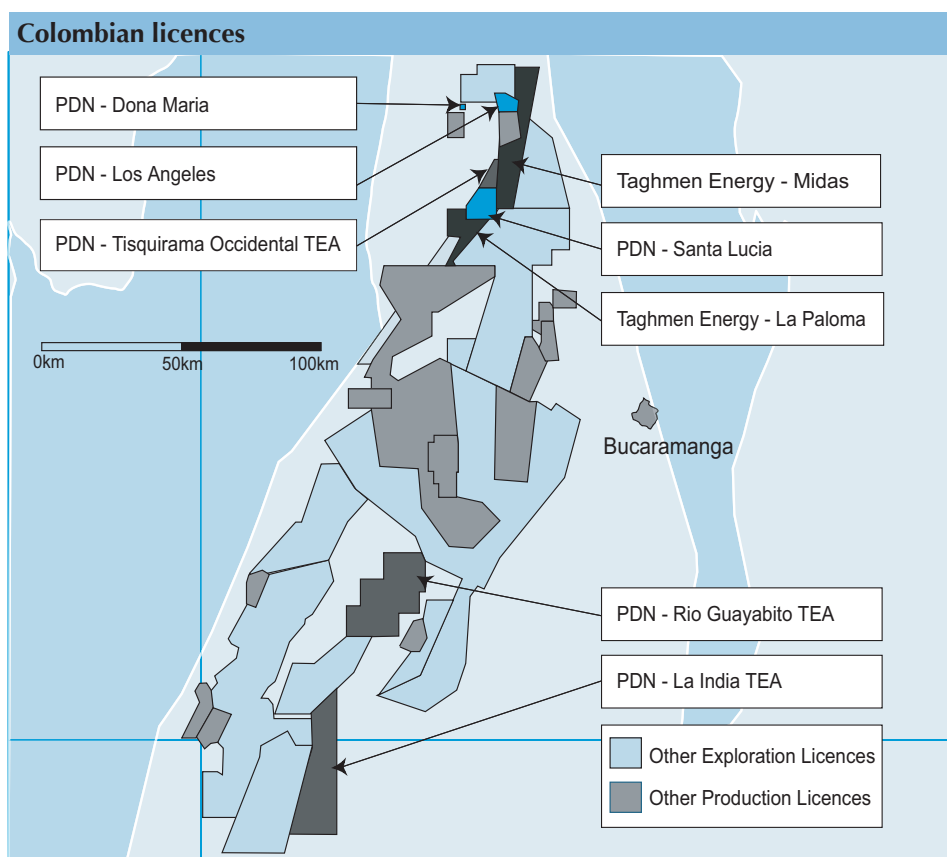 Colombian licences
PDN - Dona Maria
PDN - Los Angeles
PDN - Tisquirama Occidental TEA
Taghmen Energy - Midas
PDN - Santa Lucia
Taghmen Energy - La Paloma
0km 50km 100km
Bucaramanga
PDN - Rio Guayabito TEA
PDN - La India TEA
Other Exploration Licences
Other Production Licences